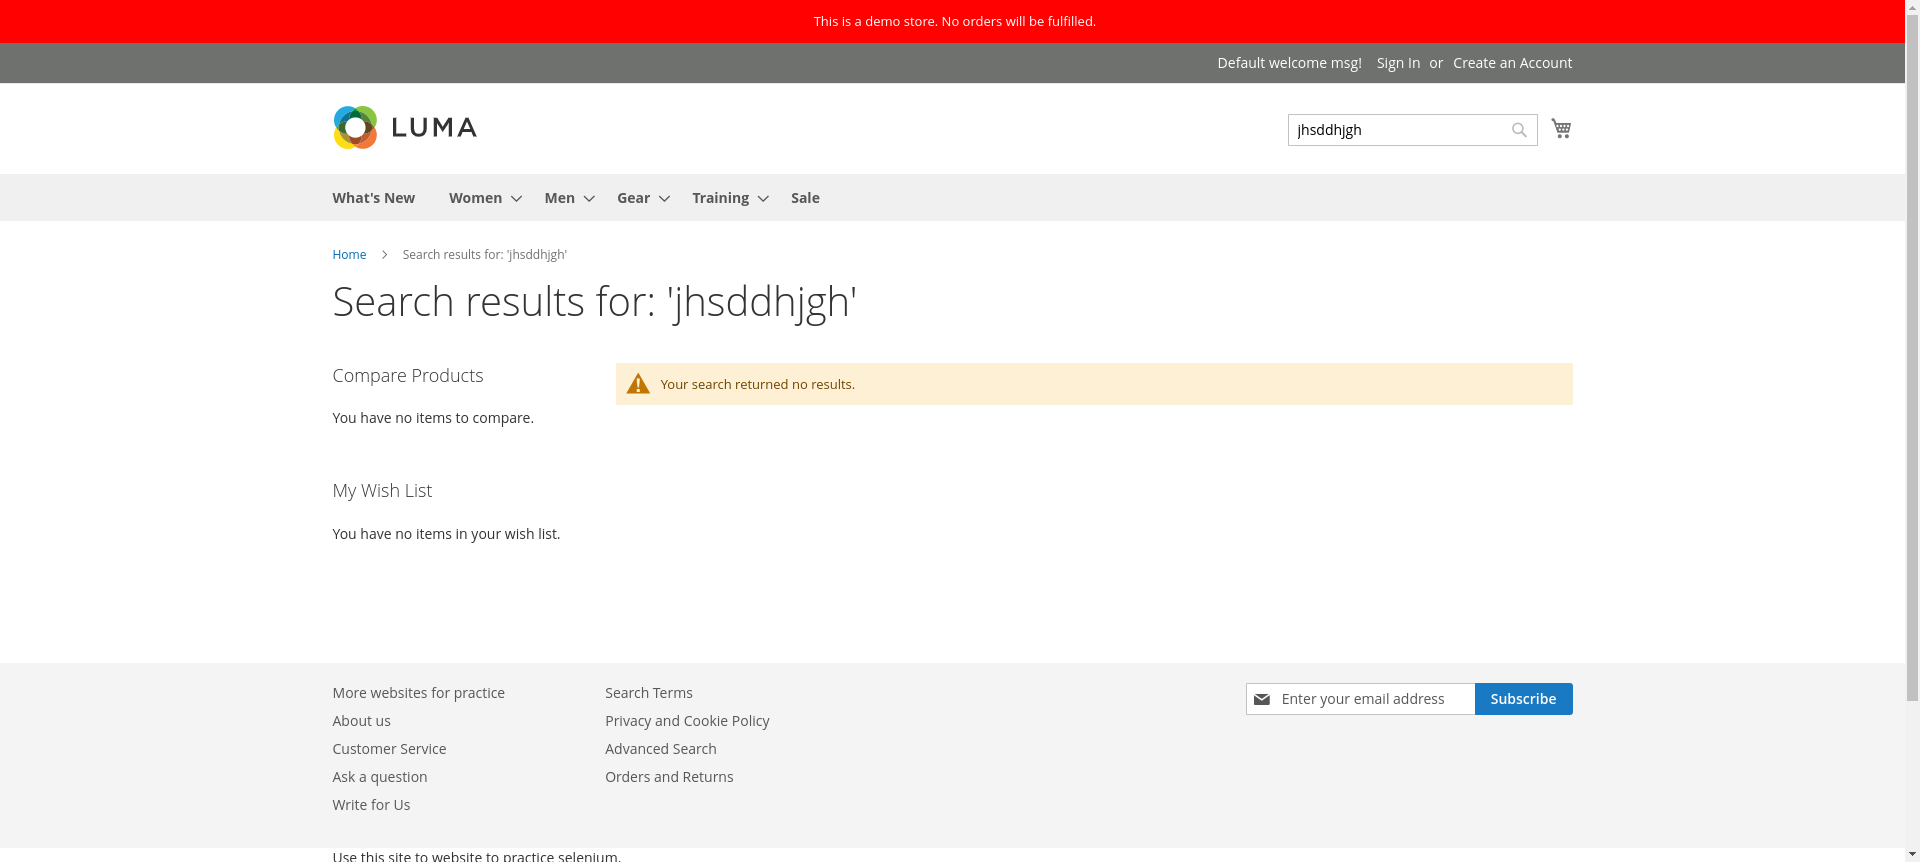 This is a demo store. No orders will be fulfilled.
Default welcome msg! Sign In or Create an Account
LUMA
jhsddhjgh
What's New Women Men Gear Training Sale
Home Search results for: 'jhsddhjgh'
Search results for: 'jhsddhjgh'
Compare Products
You have no items to compare.
Your search returned no results.
My Wish List
You have no items in your wish list.
More websites for practice
About us
Customer Service
Ask a question
Write for Us
Search Terms
Privacy and Cookie Policy
Advanced Search
Orders and Returns
Enter your email address Subscribe
Use this site to website to practice selenium.